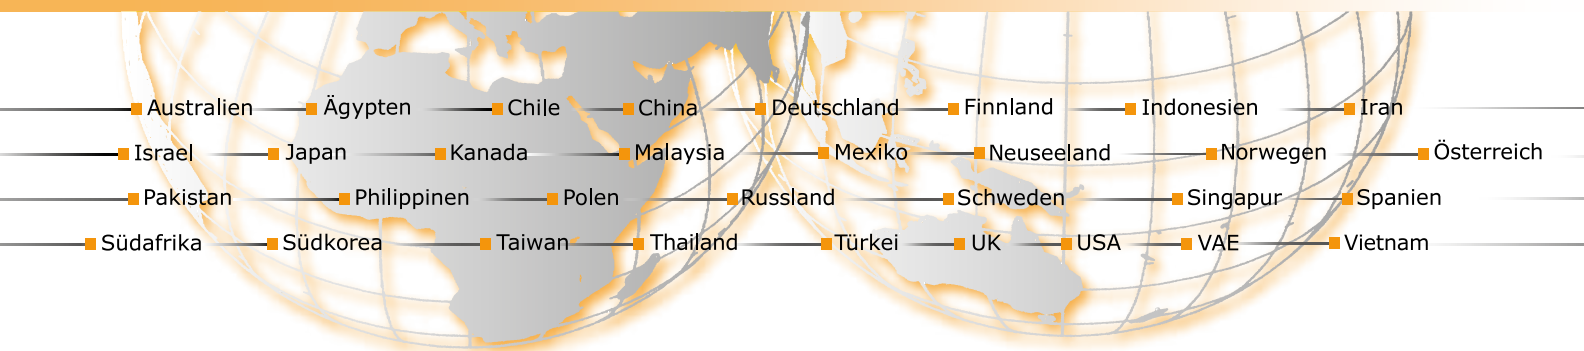 Australien Ägypten Chile China Deutschland Finnland Indonesien Iran
Israel Japan Kanada Malaysia Mexiko Neuseeland Norwegen Österreich
Pakistan Philippinen Polen Russland Schweden Singapur Spanien
Südafrika Südkorea Taiwan Thailand Türkei UK USA VAE Vietnam